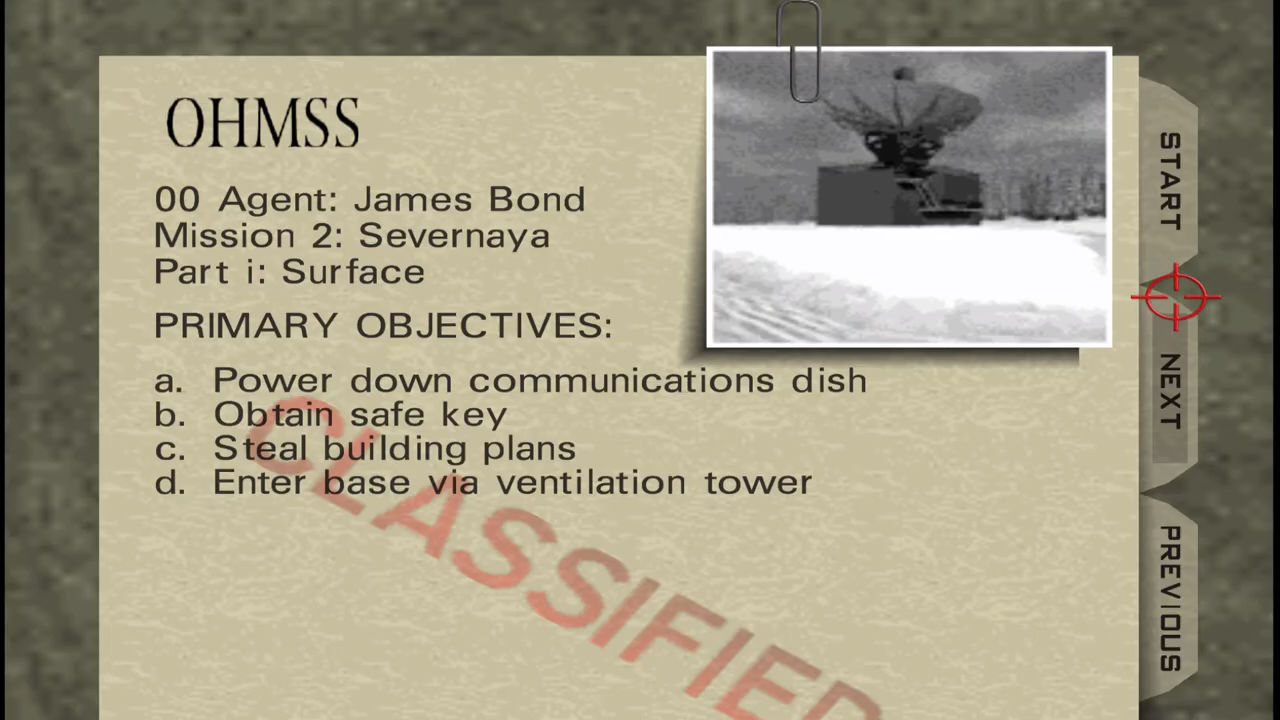 OHMSS
00 Agent: James Bond
Mission 2: Severnaya
Part i: Surface
PRIMARY OBJECTIVES:
a. Power down communications dish
b. Obtain safe key
c. Steal building plans
d. Enter base via ventilation tower
CLASSIFIED
START
NEXT
PREVIOUS